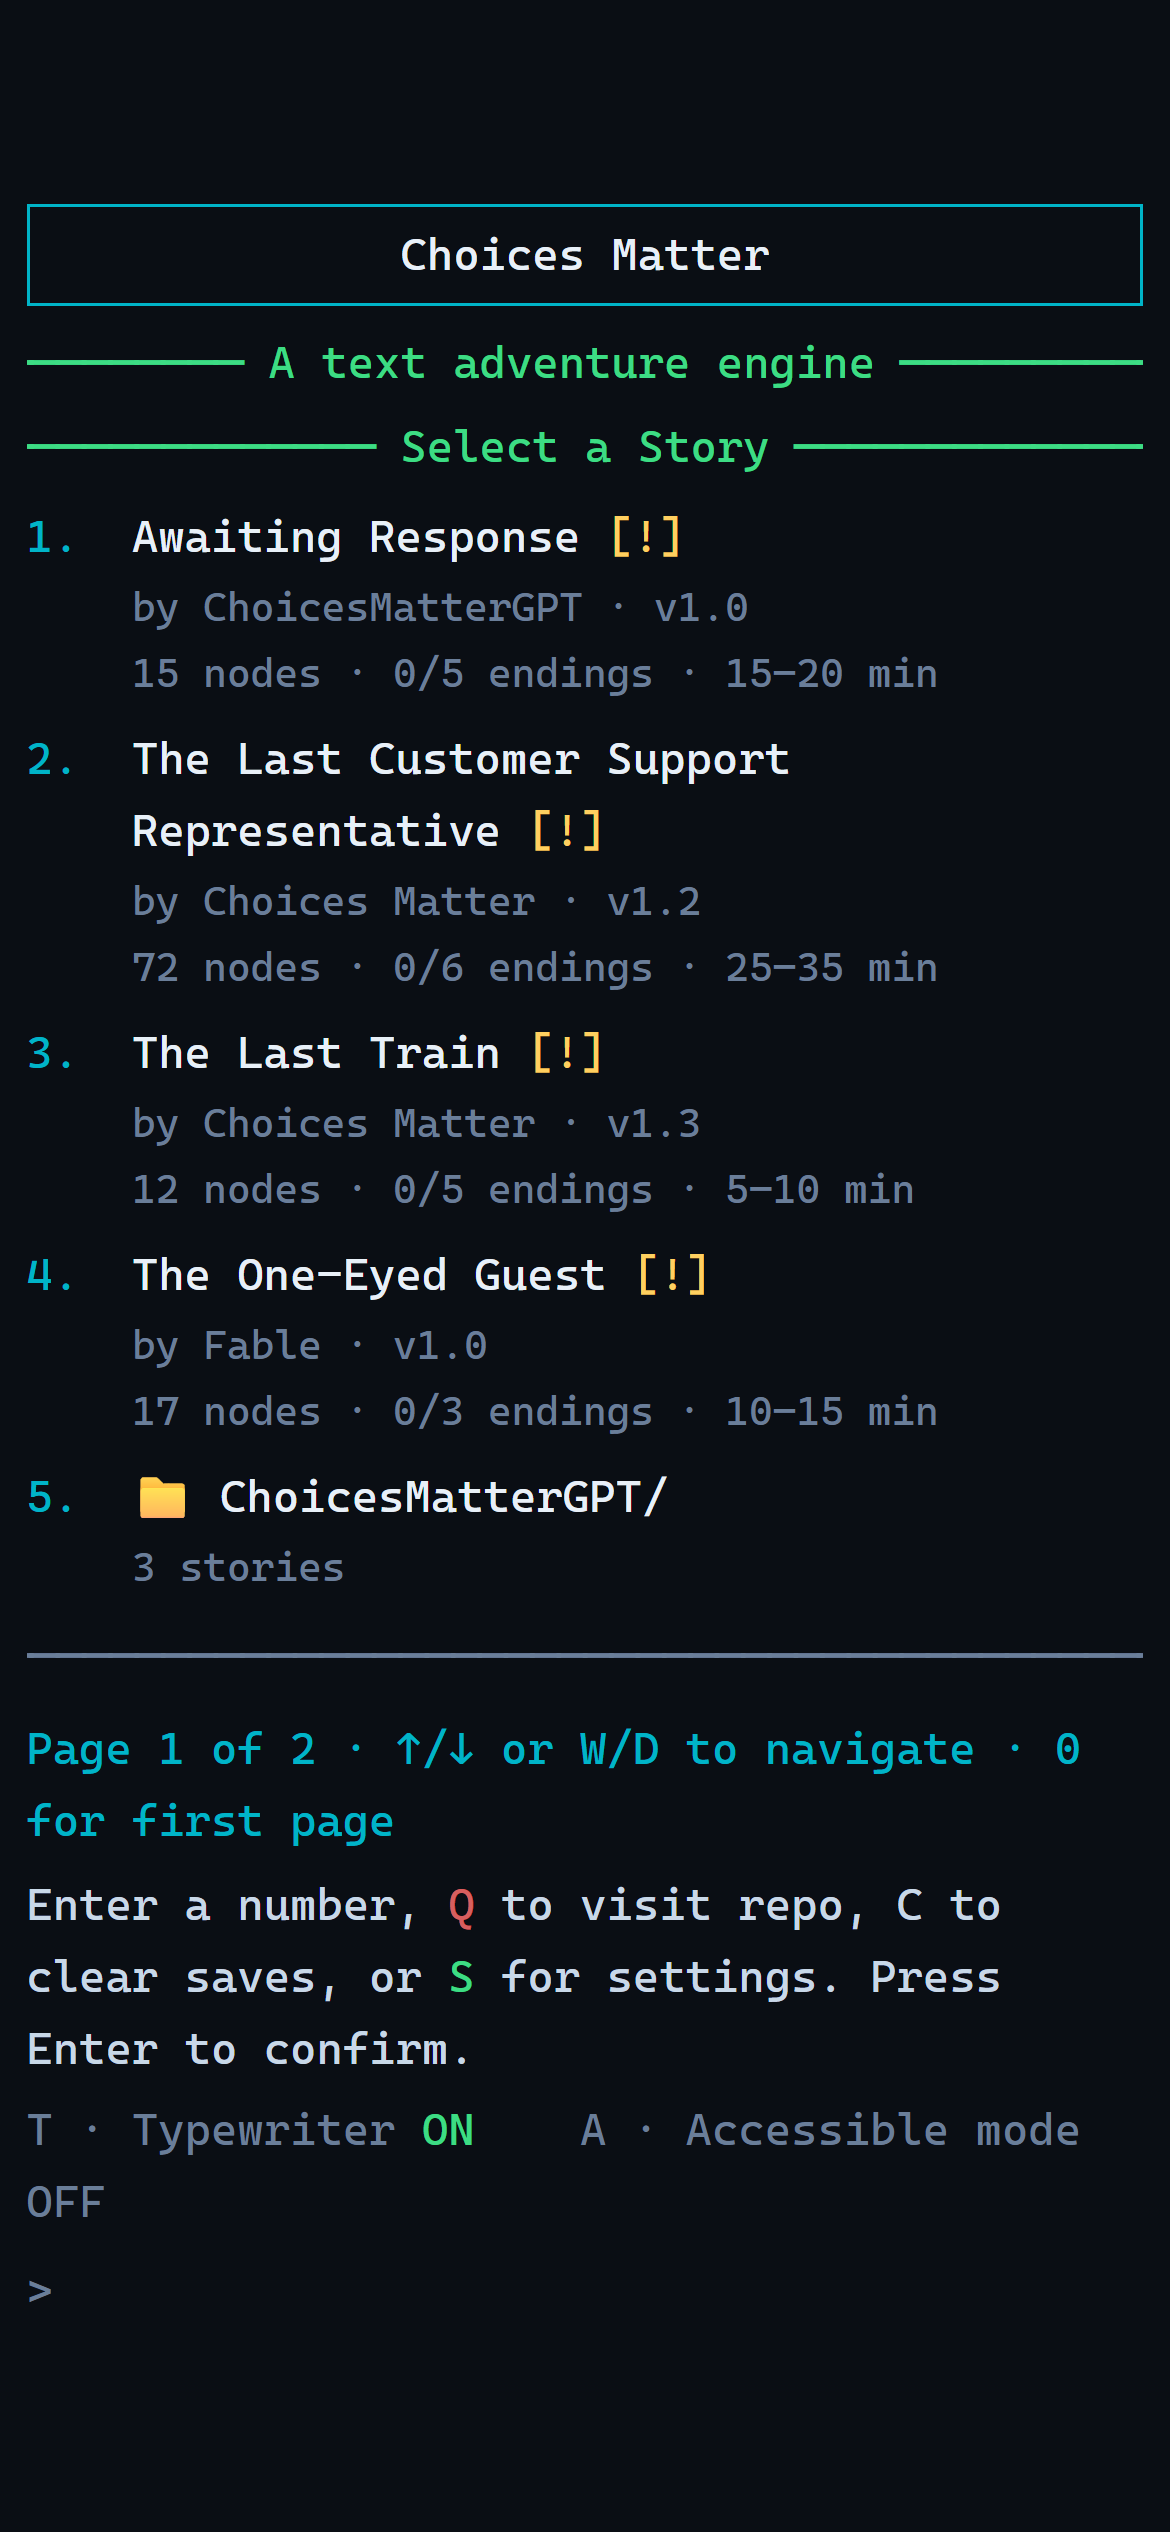 Choices Matter
A text adventure engine
Select a Story
1. Awaiting Response [!]
by ChoicesMatterGPT · v1.0
15 nodes · 0/5 endings · 15–20 min
2. The Last Customer Support
Representative [!]
by Choices Matter · v1.2
72 nodes · 0/6 endings · 25–35 min
3. The Last Train [!]
by Choices Matter · v1.3
12 nodes · 0/5 endings · 5–10 min
4. The One-Eyed Guest [!]
by Fable · v1.0
17 nodes · 0/3 endings · 10–15 min
5. 📁 ChoicesMatterGPT/
3 stories
Page 1 of 2 · ↑/↓ or W/D to navigate · 0
for first page
Enter a number, Q to visit repo, C to
clear saves, or S for settings. Press
Enter to confirm.
T · Typewriter ON A · Accessible mode
OFF
>